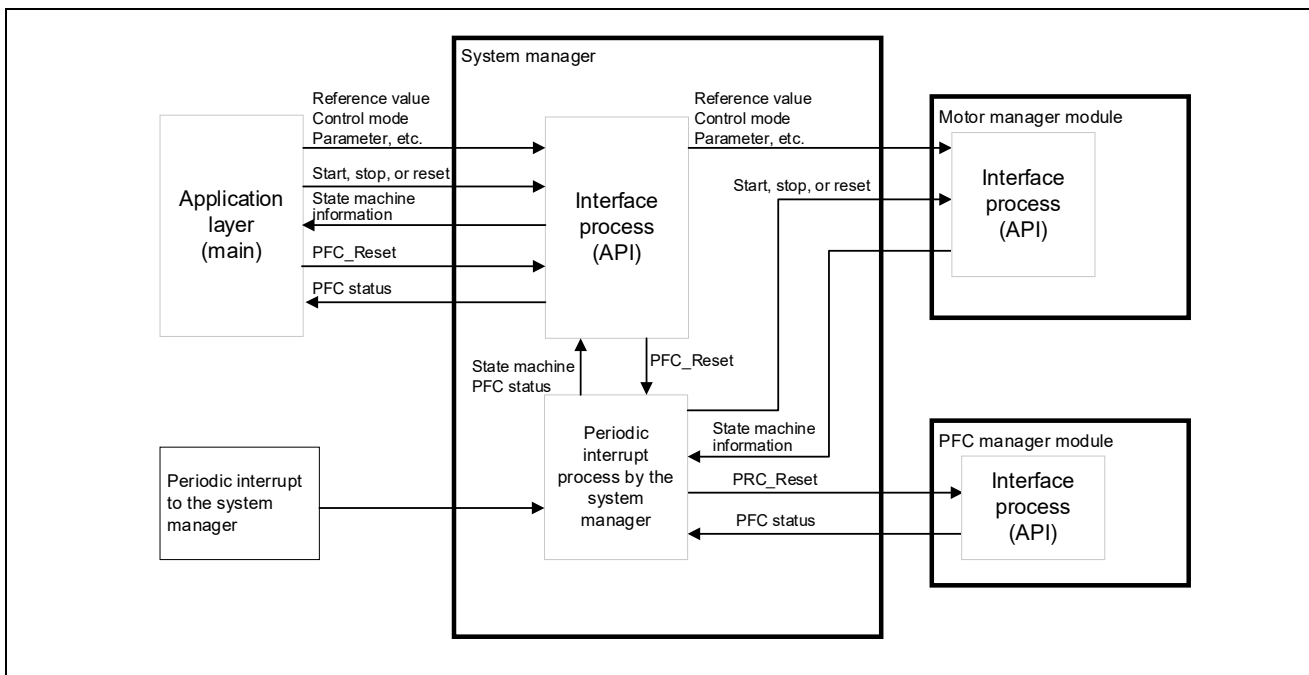 System manager
Reference value
Control mode
Parameter, etc.
Start, stop, or reset
State machine
information
PFC_Reset
PFC status
Application
layer
(main)
Interface
process
(API)
Reference value
Control mode
Parameter, etc.
Start, stop, or reset
Motor manager module
Interface
process
(API)
State machine
PFC status
PFC_Reset
Periodic interrupt
to the system
manager
Periodic
interrupt
process by the
system
manager
State machine
information
PRC_Reset
PFC status
PFC manager module
Interface
process
(API)